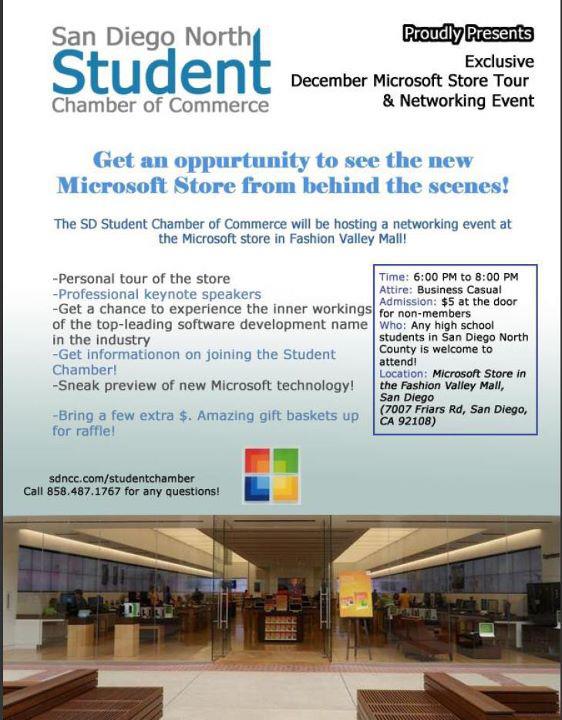 San Diego North
Student
Chamber of Commerce
Proudly Presents
Exclusive
December Microsoft Store Tour
& Networking Event
Get an oppurtunity to see the new
Microsoft Store from behind the scenes!
The SD Student Chamber of Commerce will be hosting a networking event at
the Microsoft store in Fashion Valley Mall!
-Personal tour of the store
-Professional keynote speakers
-Get a chance to experience the inner workings
of the top-leading software development name
in the industry
-Get informationon on joining the Student
Chamber!
-Sneak preview of new Microsoft technology!
-Bring a few extra $. Amazing gift baskets up
for raffle!
Time: 6:00 PM to 8:00 PM
Attire: Business Casual
Admission: $5 at the door
for non-members
Who: Any high school
students in San Diego North
County is welcome to
attend!
Location: Microsoft Store in
the Fashion Valley Mall,
San Diego
(7007 Friars Rd, San Diego,
CA 92108)
sdncc.com/studentchamber
Call 858.487.1767 for any questions!